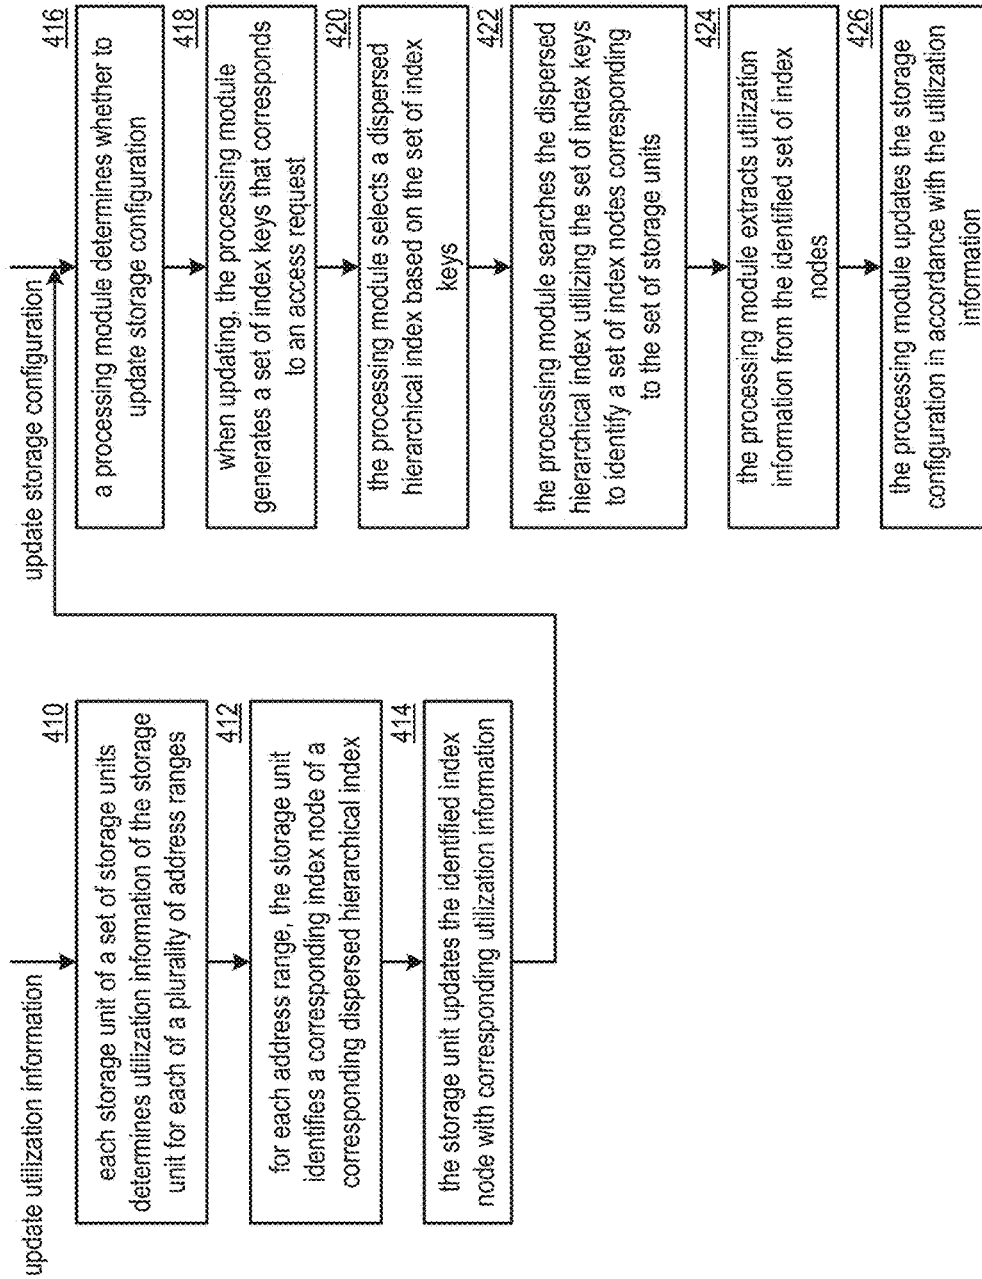 update utilization information
410
each storage unit of a set of storage units
determines utilization information of the storage
unit for each of a plurality of address ranges
412
for each address range, the storage unit
identifies a corresponding index node of a
corresponding dispersed hierarchical index
414
the storage unit updates the identified index
node with corresponding utilization information
update storage configuration
416
a processing module determines whether to
update storage configuration
418
when updating, the processing module
generates a set of index keys that corresponds
to an access request
420
the processing module selects a dispersed
hierarchical index based on the set of index
keys
422
the processing module searches the dispersed
hierarchical index utilizing the set of index keys
to identify a set of index nodes corresponding
to the set of storage units
424
the processing module extracts utilization
information from the identified set of index
nodes
426
the processing module updates the storage
configuration in accordance with the utilization
information